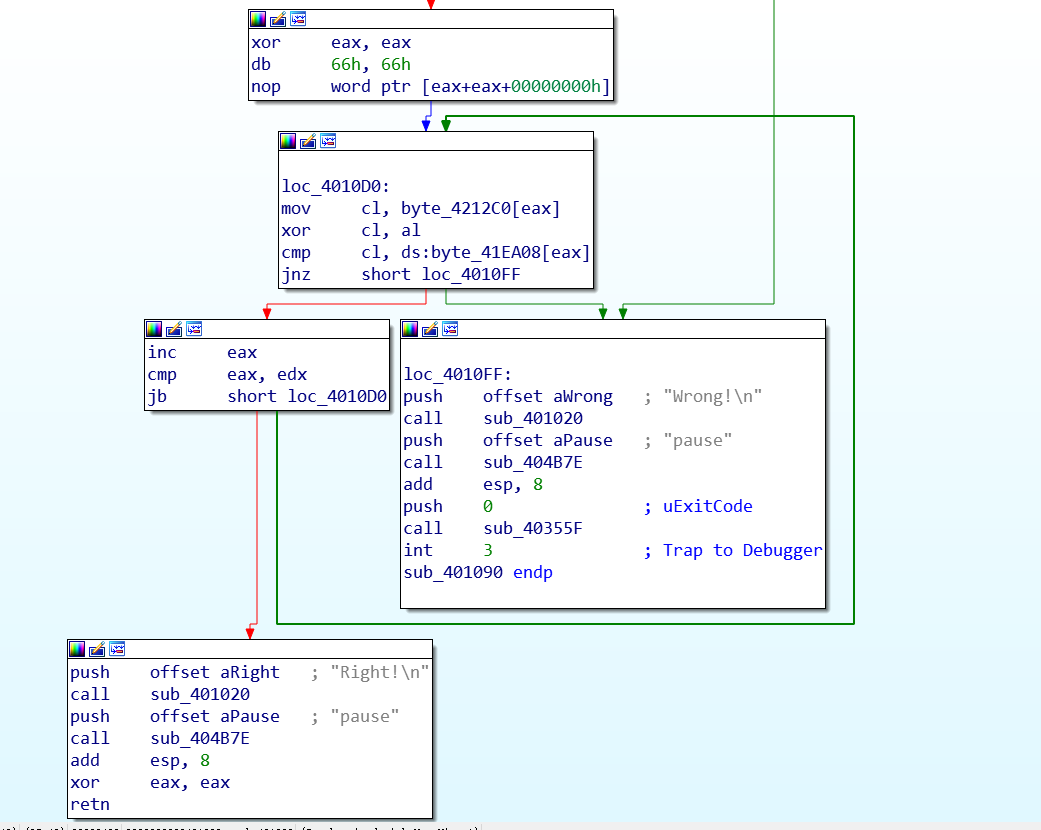 xor eax, eax
db 66h, 66h
nop word ptr [eax+eax+00000000h]
loc_4010D0:
mov cl, byte_4212C0[eax]
xor cl, al
cmp cl, ds:byte_41EA08[eax]
jnz short loc_4010FF
inc eax
cmp eax, edx
jb short loc_4010D0
loc_4010FF:
push offset aWrong ; "Wrong!\n"
call sub_401020
push offset aPause ; "pause"
call sub_404B7E
add esp, 8
push 0 ; uExitCode
call sub_40355F
int 3 ; Trap to Debugger
sub_401090 endp
push offset aRight ; "Right!\n"
call sub_401020
push offset aPause ; "pause"
call sub_404B7E
add esp, 8
xor eax, eax
retn